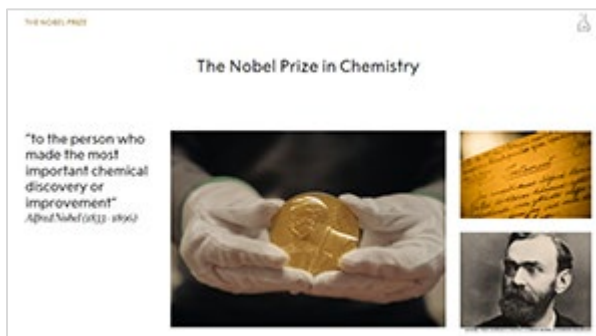 THE NOBEL PRIZE
The Nobel Prize in Chemistry
"to the person who
made the most
important chemical
discovery or
improvement"
Alfred Nobel (1833-1896)